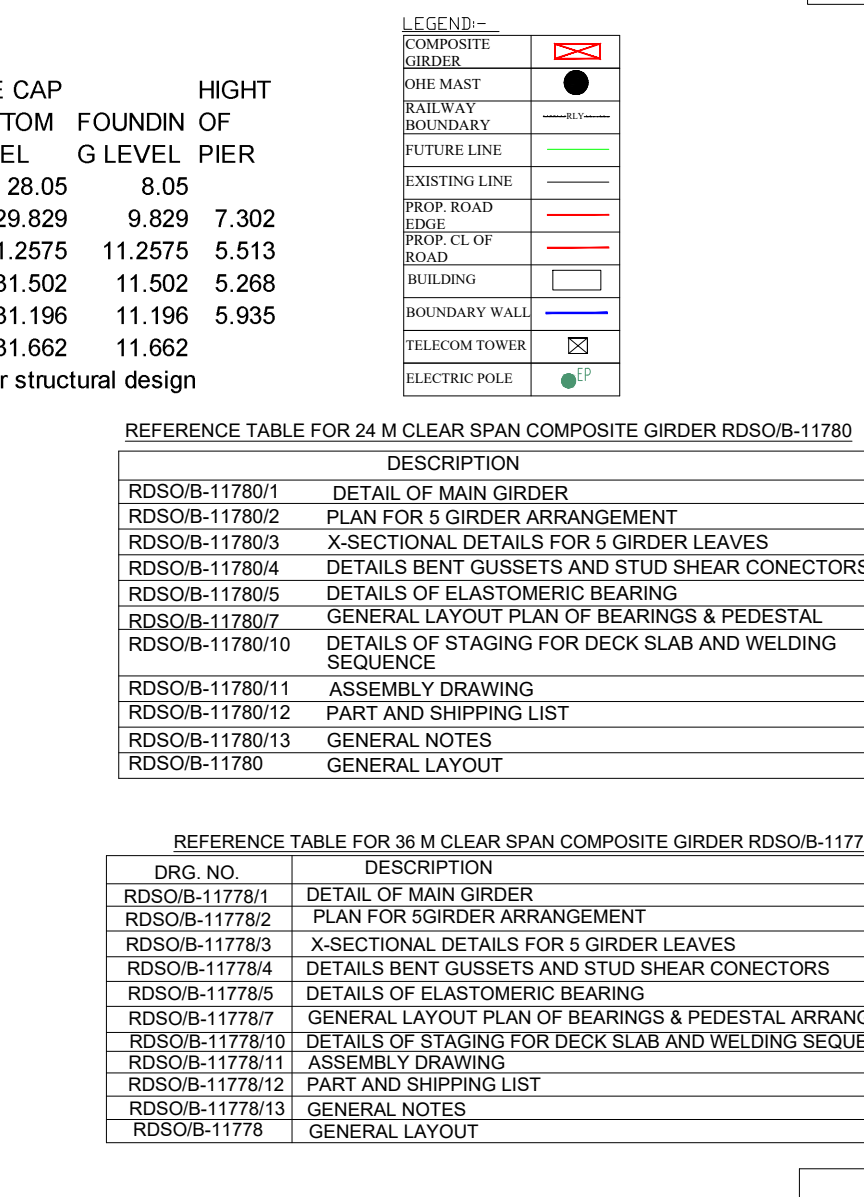 LEGEND:-
COMPOSITE
GIRDER
OHE MAST
RAILWAY
BOUNDARY
RLY
FUTURE LINE
EXISTING LINE
PROP. ROAD
EDGE
PROP. CL OF
ROAD
BUILDING
BOUNDARY WALL
TELECOM TOWER
ELECTRIC POLE EP
E CAP HIGHT
TTOM FOUNDIN OF
EL G LEVEL PIER
28.05 8.05
29.829 9.829 7.302
1.2575 11.2575 5.513
31.502 11.502 5.268
31.196 11.196 5.935
31.662 11.662
r structural design
REFERENCE TABLE FOR 24 M CLEAR SPAN COMPOSITE GIRDER RDSO/B-11780
DESCRIPTION
RDSO/B-11780/1 DETAIL OF MAIN GIRDER
RDSO/B-11780/2 PLAN FOR 5 GIRDER ARRANGEMENT
RDSO/B-11780/3 X-SECTIONAL DETAILS FOR 5 GIRDER LEAVES
RDSO/B-11780/4 DETAILS BENT GUSSETS AND STUD SHEAR CONECTORS
RDSO/B-11780/5 DETAILS OF ELASTOMERIC BEARING
RDSO/B-11780/7 GENERAL LAYOUT PLAN OF BEARINGS & PEDESTAL
RDSO/B-11780/10 DETAILS OF STAGING FOR DECK SLAB AND WELDING
SEQUENCE
RDSO/B-11780/11 ASSEMBLY DRAWING
RDSO/B-11780/12 PART AND SHIPPING LIST
RDSO/B-11780/13 GENERAL NOTES
RDSO/B-11780 GENERAL LAYOUT
REFERENCE TABLE FOR 36 M CLEAR SPAN COMPOSITE GIRDER RDSO/B-1177
DRG. NO. DESCRIPTION
RDSO/B-11778/1 DETAIL OF MAIN GIRDER
RDSO/B-11778/2 PLAN FOR 5GIRDER ARRANGEMENT
RDSO/B-11778/3 X-SECTIONAL DETAILS FOR 5 GIRDER LEAVES
RDSO/B-11778/4 DETAILS BENT GUSSETS AND STUD SHEAR CONECTORS
RDSO/B-11778/5 DETAILS OF ELASTOMERIC BEARING
RDSO/B-11778/7 GENERAL LAYOUT PLAN OF BEARINGS & PEDESTAL ARRANG
RDSO/B-11778/10 DETAILS OF STAGING FOR DECK SLAB AND WELDING SEQUE
RDSO/B-11778/11 ASSEMBLY DRAWING
RDSO/B-11778/12 PART AND SHIPPING LIST
RDSO/B-11778/13 GENERAL NOTES
RDSO/B-11778 GENERAL LAYOUT